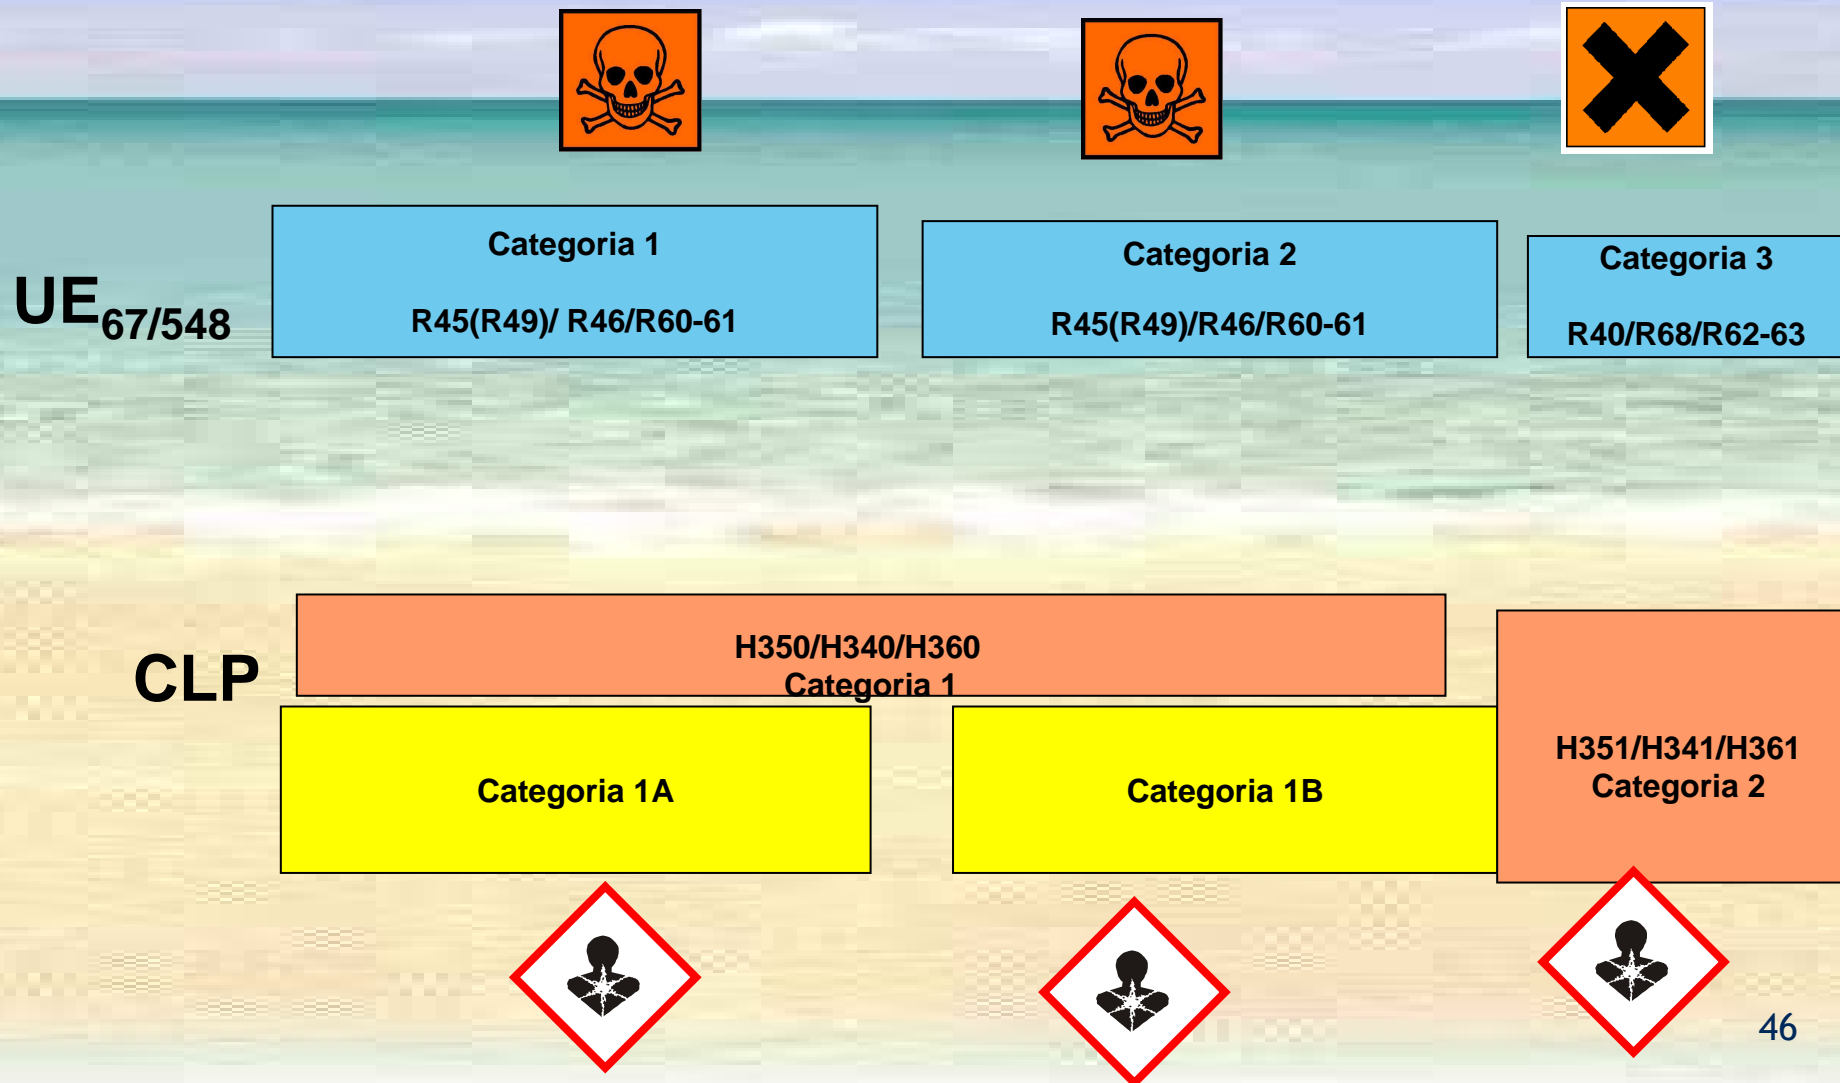 Categoria 1
R45(R49)/ R46/R60-61
Categoria 2
R45(R49)/R46/R60-61
Categoria 3
R40/R68/R62-63
UE67/548
CLP
H350/H340/H360
Categoria 1
Categoria 1A
Categoria 1B
H351/H341/H361
Categoria 2
46